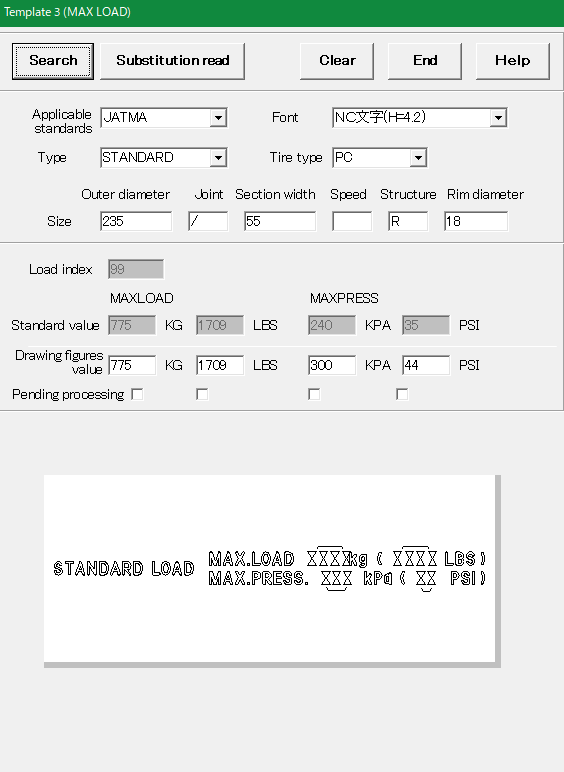 Template 3 (MAX LOAD)
Search Substitution read Clear End Help
Applicable standards JATMA Font NC文字(H=4.2)
Type STANDARD Tire type PC
Outer diameter Joint Section width Speed Structure Rim diameter
Size 235 / 55 R 18
Load index 99
MAXLOAD MAXPRESS
Standard value 775 KG 1709 LBS 240 KPA 35 PSI
Drawing figures value 775 KG 1709 LBS 300 KPA 44 PSI
Pending processing
STANDARD LOAD
MAX.LOAD XXXXkg ( XXXX LBS )
MAX.PRESS. XXX kPa ( XX PSI )